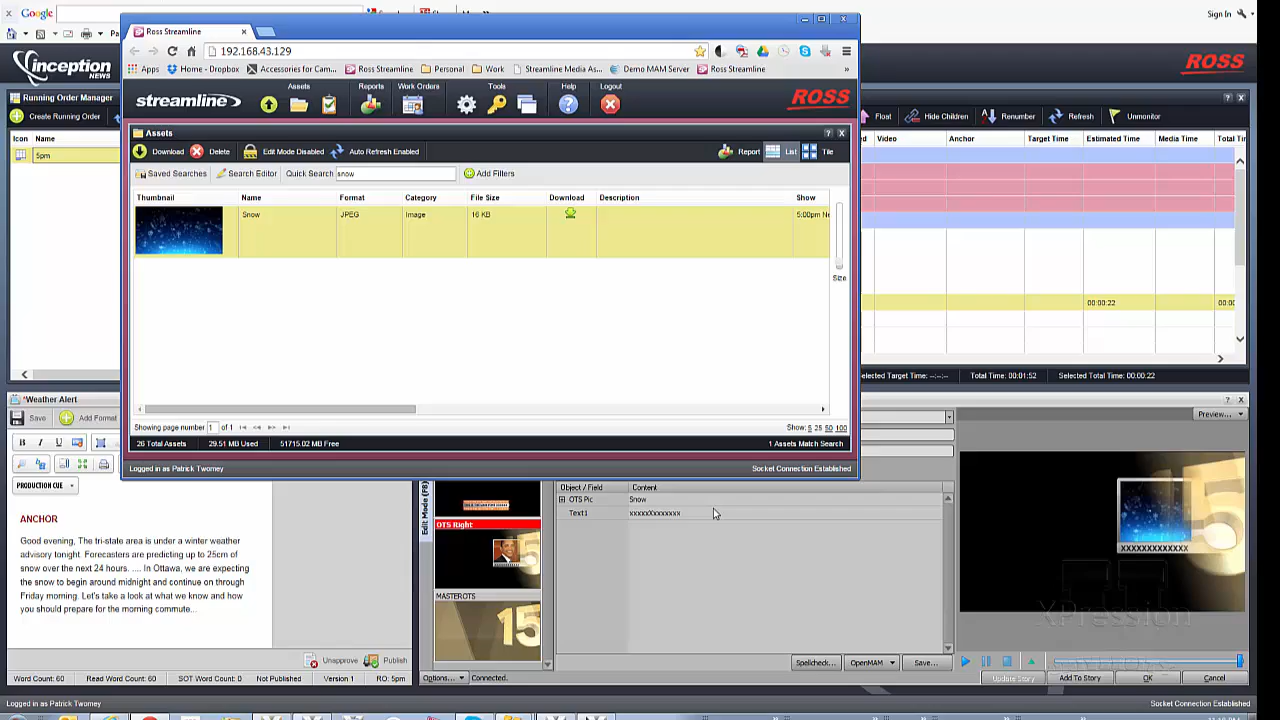 Google
Sign In
Ross Streamline
192.168.43.129
Apps Home - Dropbox Accessories for Cam... Ross Streamline Personal Work Streamline Media As... Demo MAM Server Ross Streamline »
inception NEWS
ROSS
streamline
Assets Reports Work Orders Tools Help Logout
ROSS
Running Order Manager
Create Running Order
Icon Name
5pm
Assets
Download Delete Edit Mode Disabled Auto Refresh Enabled Report List Tile
Saved Searches Search Editor Quick Search snow Add Filters
Thumbnail Name Format Category File Size Download Description Show
Snow JPEG Image 16 KB 5:00pm
Size
Showing page number 1 of 1 Show: 5 25 50 100
26 Total Assets 29.51 MB Used 51715.02 MB Free 1 Assets Match Search
Logged in as Patrick Twomey Socket Connection Established
Float Hide Children Renumber Refresh Unmonitor
Video Anchor Target Time Estimated Time Media Time
00:00:22
Selected Target Time: --:--:-- Total Time: 00:01:52 Selected Total Time: 00:00:22
*Weather Alert
Save Add Format
B I U
PRODUCTION CUE
ANCHOR
Good evening, The tri-state area is under a winter weather
advisory tonight. Forecasters are predicting up to 25cm of
snow over the next 24 hours. .... In Ottawa, we are expecting
the snow to begin around midnight and continue on through
Friday morning. Let's take a look at what we know and how
you should prepare for the morning commute...
Unapprove Publish
Word Count: 60 Read Word Count: 60 SOT Word Count: 0 Not Published Version 1 RO: 5pm
Edit Mode (F8)
OTS Right
MASTEROTS
15
Options... Connected.
Object / Field Content
OTS Pic Snow
Text1 xxxxxXxxxxxxx
Spellcheck... OpenMAM Save...
Preview...
XXXXXXXXXXXXX
5
XPression
Update Story Add To Story OK Cancel
Logged in as Patrick Twomey Socket Connection Established